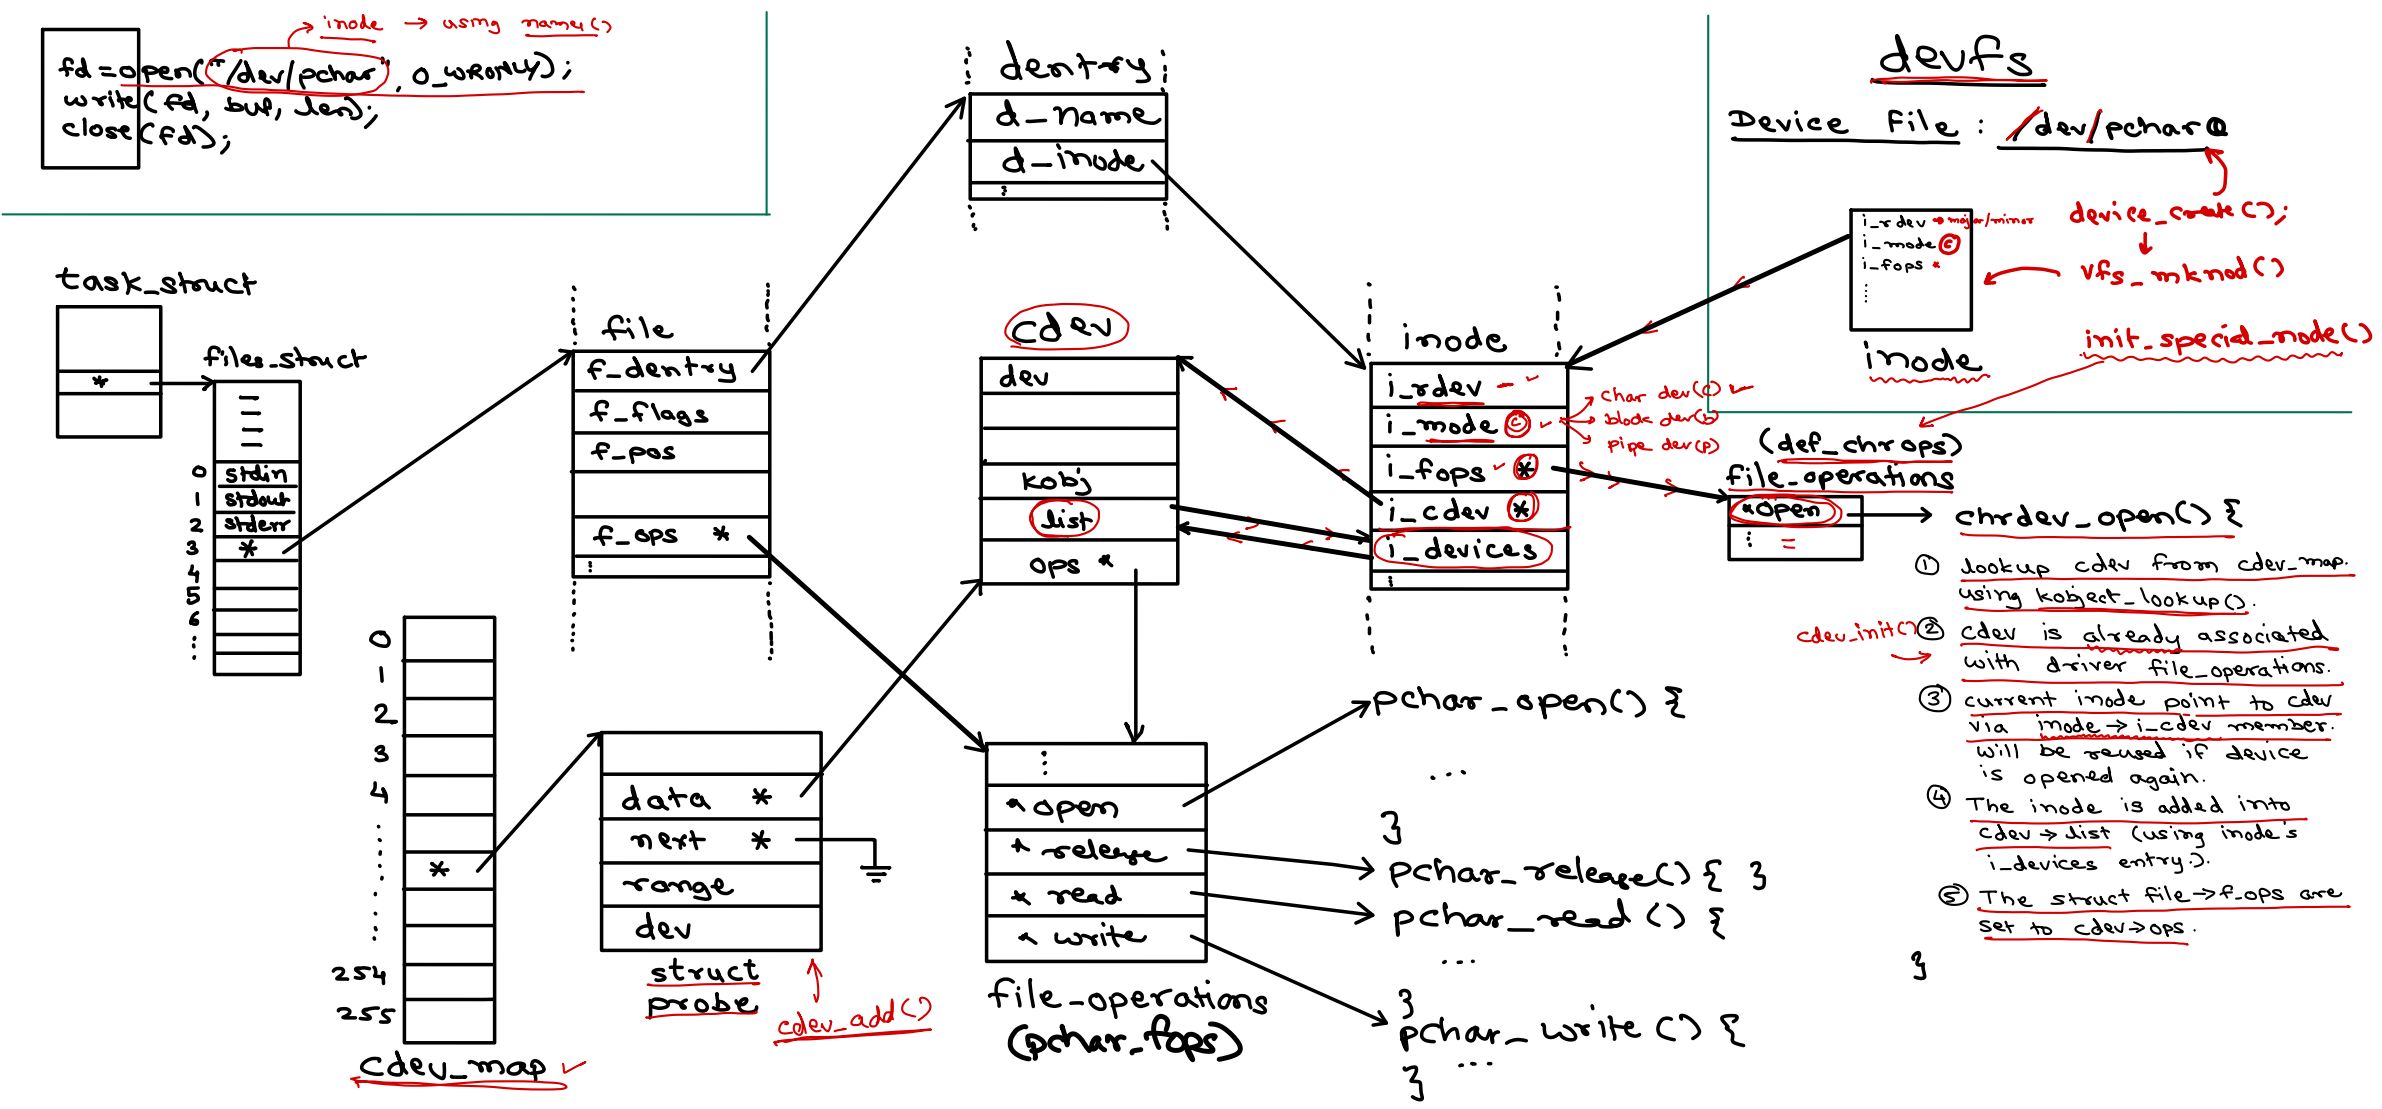 inode → using namei()
fd = open("/dev/pchar", O_WRONLY);
write(fd, buf, len);
close(fd);
dentry
d_name
d_inode
devfs
Device File : /dev/pchar0
device_create();
vfs_mknod()
init_special_node()
i_rdev → major/minor
i_mode c
i_fops *
inode
task_struct
*
files_struct
0 stdin
1 stdout
2 stderr
3 *
4
5
6
file
f_dentry
f_flags
f_pos
f_ops *
cdev
dev
kobj
list
ops *
inode
i_rdev
i_mode c
i_fops *
i_cdev *
i_devices
char dev(c)
block dev(b)
pipe dev(p)
(def_chr_ops)
file_operations
*open
=
chrdev_open() {
① lookup cdev from cdev_map.
using kobject_lookup().
cdev_init()
② cdev is already associated
with driver file_operations.
③ current inode point to cdev
via inode → i_cdev member.
will be reused if device
is opened again.
④ The inode is added into
cdev → list (using inode's
i_devices entry.).
⑤ The struct file → f_ops are
set to cdev → ops.
}
0
1
2
3
4
*
254
255
cdev_map
data *
next *
range
dev
struct
probe
cdev_add()
* open
* release
* read
* write
file_operations
(pchar_fops)
pchar_open() {
...
}
pchar_release() { }
pchar_read () {
...
}
pchar_write () {
...
}